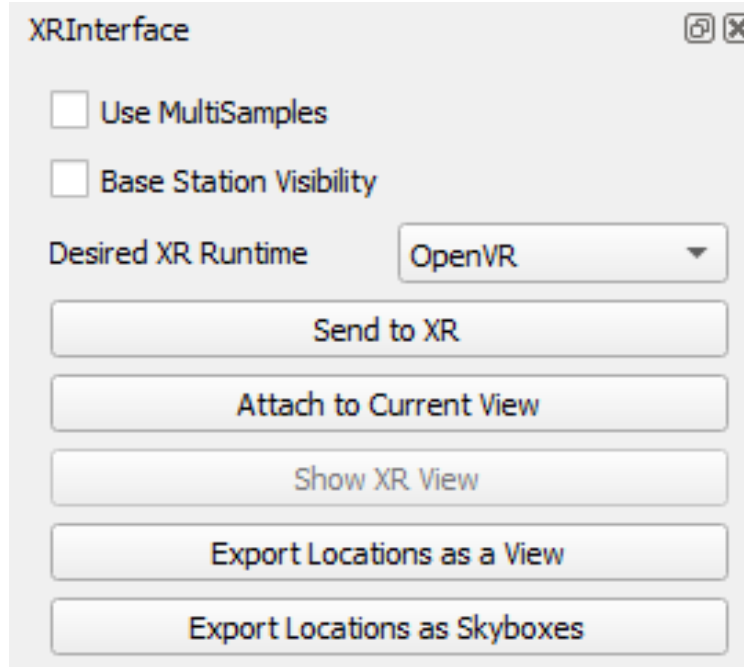 XRInterface
Use MultiSamples
Base Station Visibility
Desired XR Runtime OpenVR
Send to XR
Attach to Current View
Show XR View
Export Locations as a View
Export Locations as Skyboxes